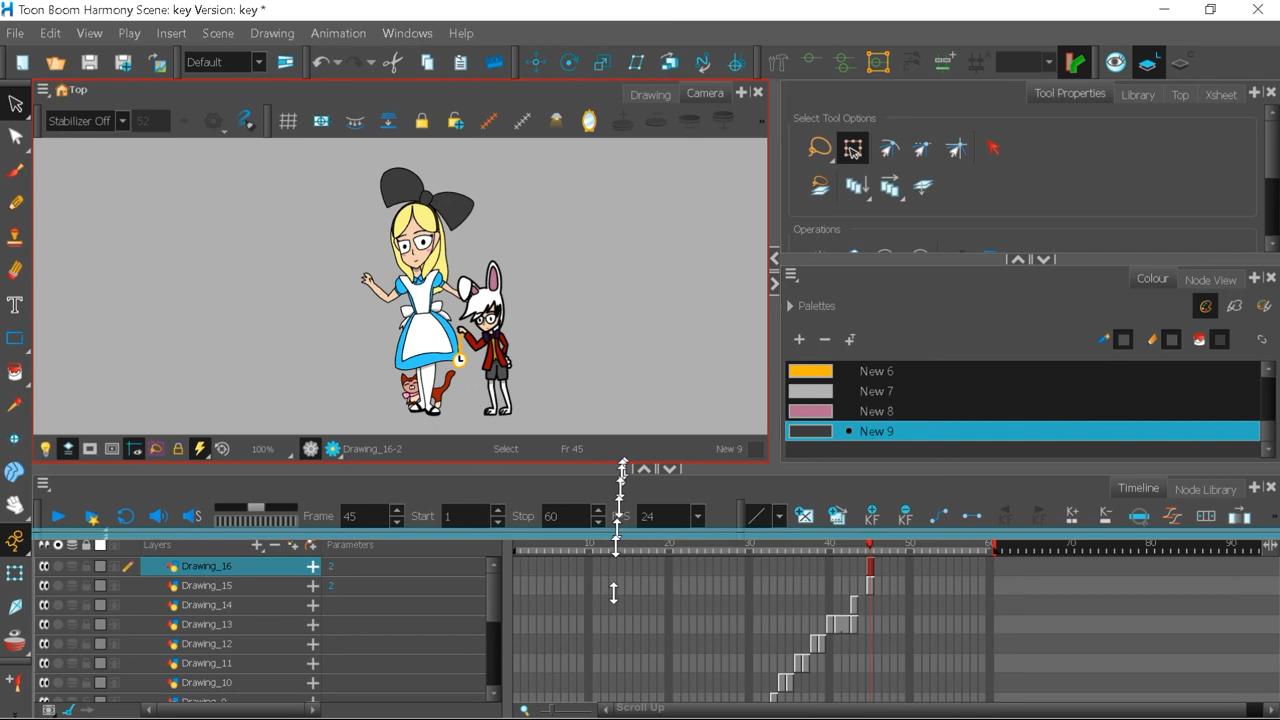 Toon Boom Harmony Scene: key Version: key *
File Edit View Play Insert Scene Drawing Animation Windows Help
Default
Top
Drawing Camera
Tool Properties Library Top Xsheet
Stabilizer Off 52
Select Tool Options
Operations
Colour Node View
Palettes
New 6
New 7
New 8
New 9
100% Drawing_16-2 Select Fr 45 New 9
Timeline Node Library
Frame 45 Start 1 Stop 60 24
Layers Parameters
10 20 30 40 50 60 70 80 90
Drawing_16 2
Drawing_15 2
Drawing_14
Drawing_13
Drawing_12
Drawing_11
Drawing_10
Scroll Up